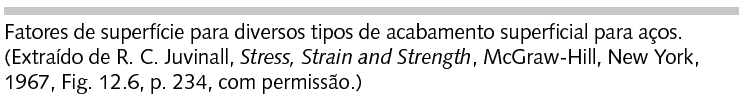 Fatores de superfície para diversos tipos de acabamento superficial para aços.
(Extraído de R. C. Juvinall, Stress, Strain and Strength, McGraw-Hill, New York,
1967, Fig. 12.6, p. 234, com permissão.)